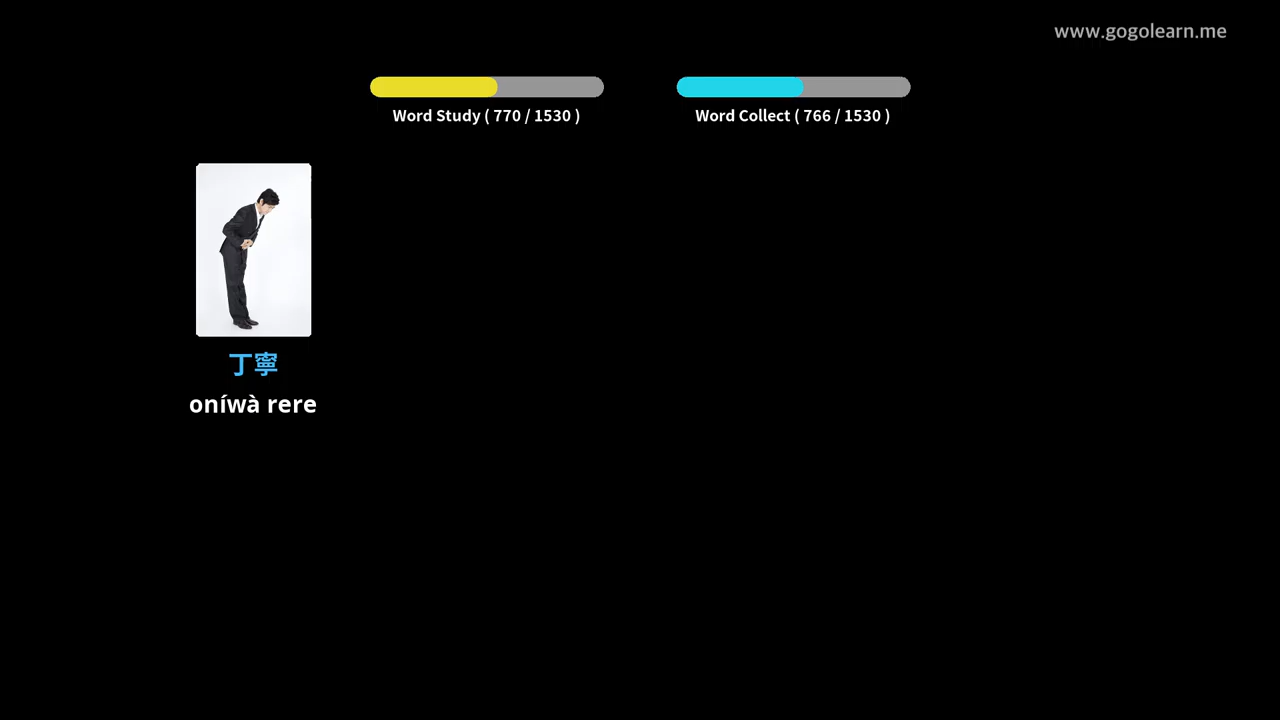 www.gogolearn.me
Word Study ( 770 / 1530 )
Word Collect ( 766 / 1530 )
丁寧
oníwà rere